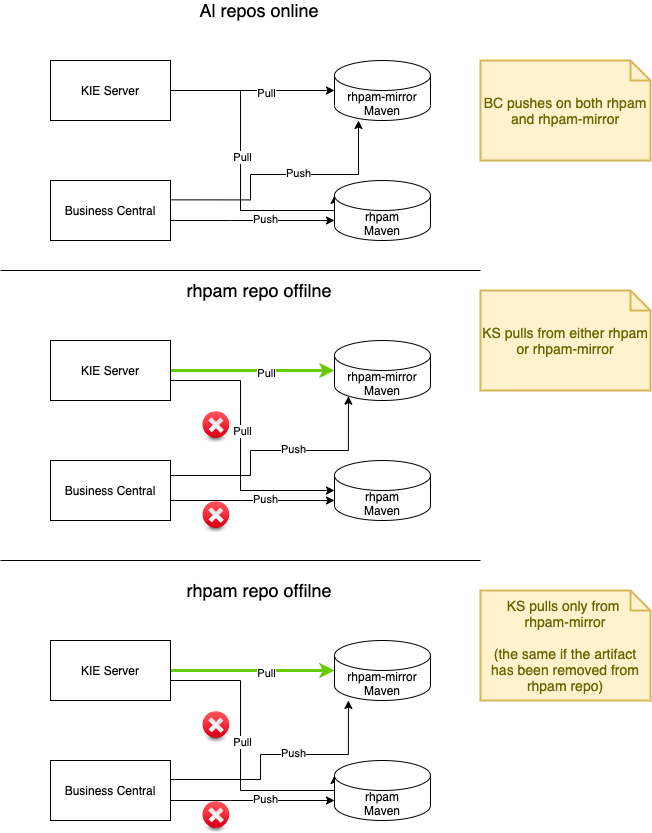 Al repos online
KIE Server
Pull
rhpam-mirror
Maven
BC pushes on both rhpam
and rhpam-mirror
Pull
Push
Business Central
Push
rhpam
Maven
rhpam repo offilne
KIE Server
Pull
rhpam-mirror
Maven
KS pulls from either rhpam
or rhpam-mirror
Pull
Push
Business Central
Push
rhpam
Maven
rhpam repo offilne
KIE Server
Pull
rhpam-mirror
Maven
KS pulls only from
rhpam-mirror
(the same if the artifact
has been removed from
rhpam repo)
Pull
Push
Business Central
Push
rhpam
Maven